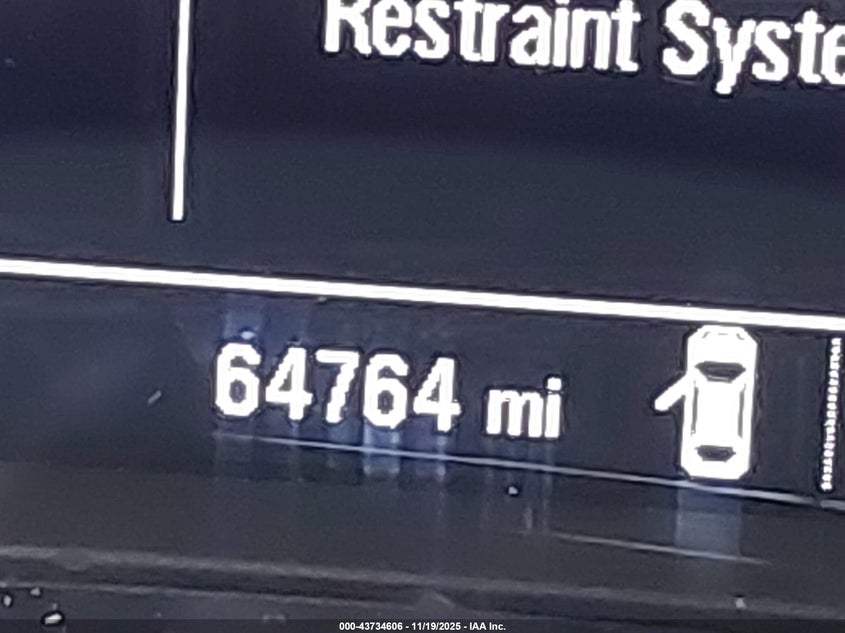 Restraint Syste
64764 mi
000-43734606 - 11/19/2025 - IAA Inc.